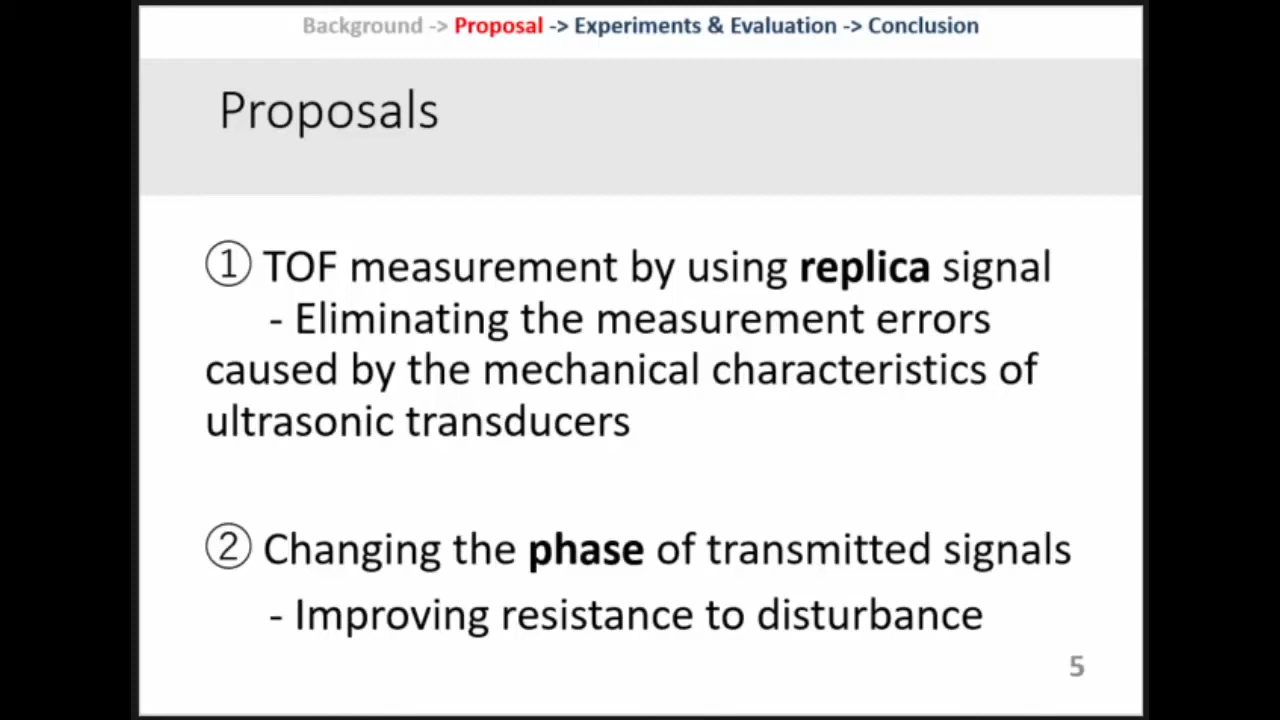 Background -> Proposal -> Experiments & Evaluation -> Conclusion
Proposals
① TOF measurement by using replica signal
- Eliminating the measurement errors
caused by the mechanical characteristics of
ultrasonic transducers
② Changing the phase of transmitted signals
- Improving resistance to disturbance
5